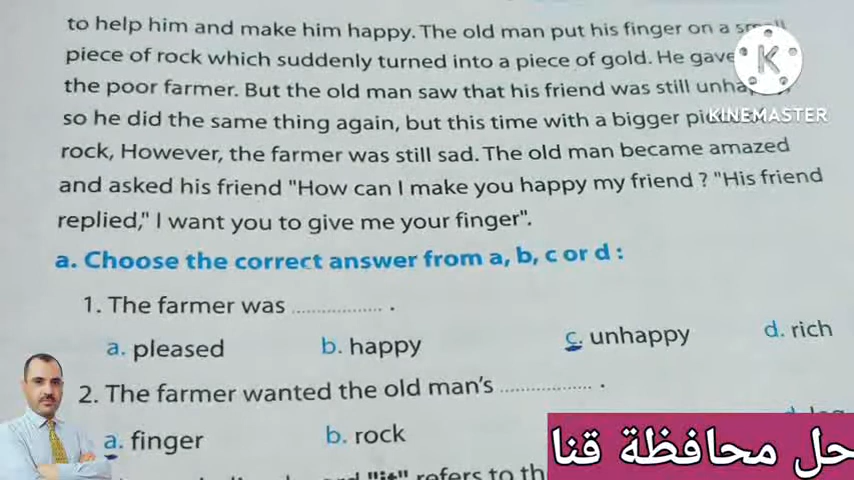 to help him and make him happy. The old man put his finger on a small
piece of rock which suddenly turned into a piece of gold. He gave
the poor farmer. But the old man saw that his friend was still unhappy,
so he did the same thing again, but this time with a bigger
rock, However, the farmer was still sad. The old man became amazed
and asked his friend "How can I make you happy my friend ? "His friend
replied," I want you to give me your finger".
a. Choose the correct answer from a, b, c or d :
1. The farmer was .................. .
a. pleased b. happy c. unhappy d. rich
2. The farmer wanted the old man's .................. .
a. finger b. rock
"it" refers to
K
KINEMASTER
حل محافظة قنا